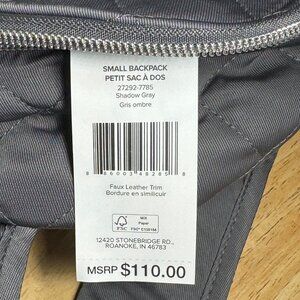 SMALL BACKPACK
PETIT SAC À DOS
27292-7785
Shadow Gray
Gris ombre
Faux Leather Trim
Bordure en similicuir
FSC
MIX
Paper
12420 STONEBRIDGE RD.,
ROANOKE, IN 46783
MSRP $110.00